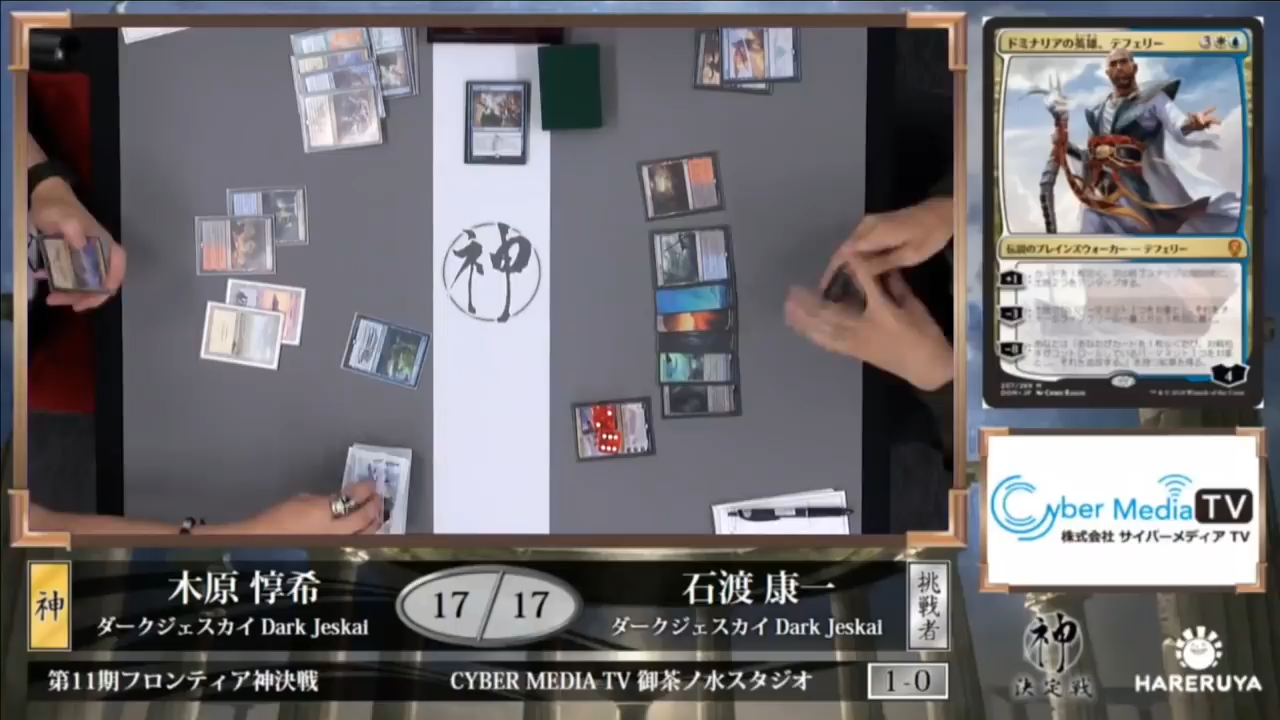 ドミナリアの英雄、テフェリー 3
伝説のプレインズウォーカー — テフェリー
+1
-3
-8
4
神
Cyber Media TV
株式会社 サイバーメディア TV
神
木原 惇希
ダークジェスカイ Dark Jeskai
17 / 17
石渡 康一
ダークジェスカイ Dark Jeskai
挑戦者
第11期フロンティア神決戦
CYBER MEDIA TV 御茶ノ水スタジオ
1-0
神
決定戦
HARERUYA